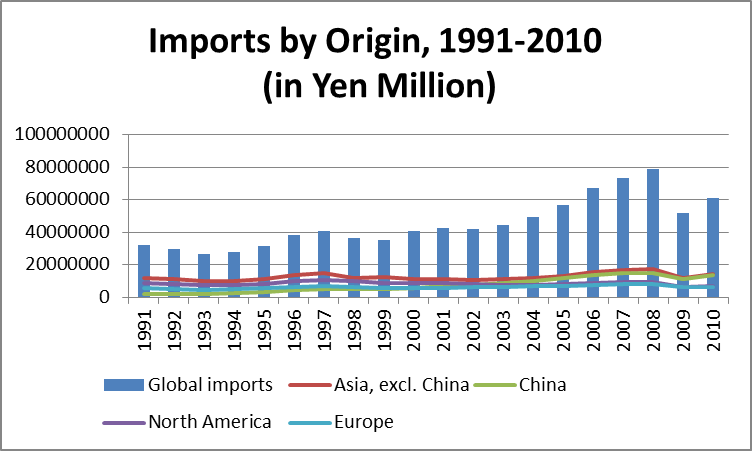 Imports by Origin, 1991-2010
(in Yen Million)
100000000
80000000
60000000
40000000
20000000
0
1991 1992 1993 1994 1995 1996 1997 1998 1999 2000 2001 2002 2003 2004 2005 2006 2007 2008 2009 2010
Global imports Asia, excl. China China
North America Europe